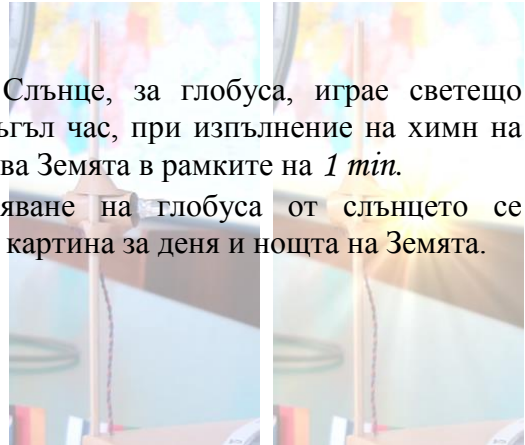 Слънце, за глобуса, играе светещо
ъгъл час, при изпълнение на химн на
ва Земята в рамките на 1 min.
яване на глобуса от слънцето се
картина за деня и нощта на Земята.